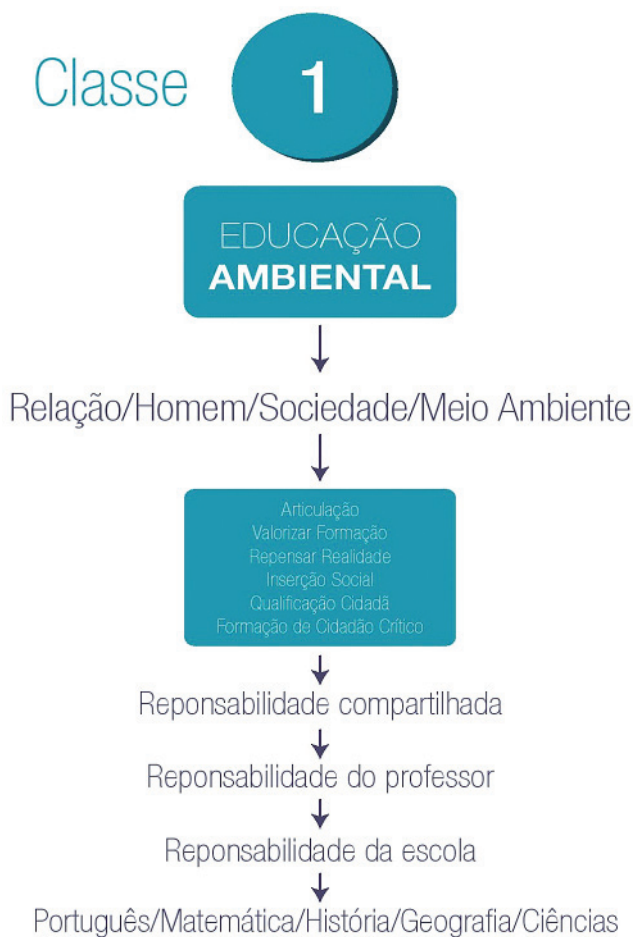 Classe 1
EDUCAÇÃO
AMBIENTAL
Relação/Homem/Sociedade/Meio Ambiente
Articulação
Valorizar Formação
Repensar Realidade
Inserção Social
Qualificação Cidadã
Formação de Cidadão Crítico
Reponsabilidade compartilhada
Reponsabilidade do professor
Reponsabilidade da escola
Português/Matemática/História/Geografia/Ciências